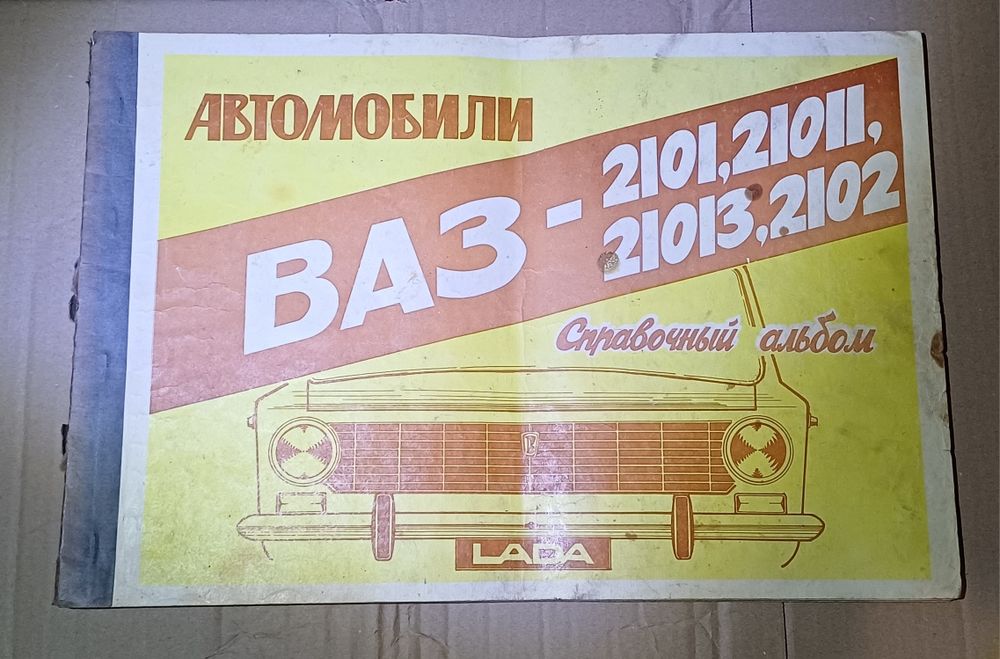 АВТОМОБИЛИ
ВАЗ-2101,21011,
21013,2102
Справочный альбом
LADA